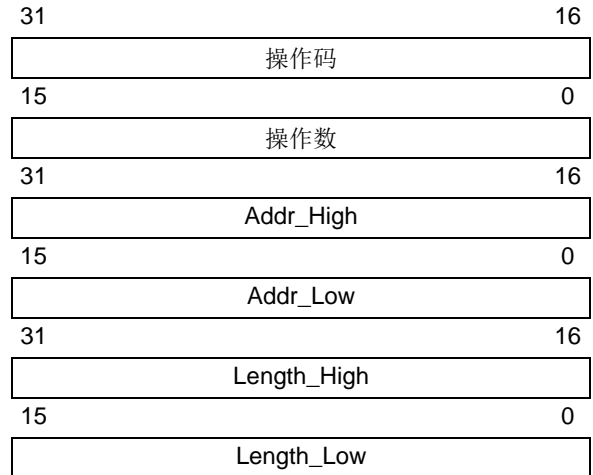 31 16
操作码
15 0
操作数
31 16
Addr_High
15 0
Addr_Low
31 16
Length_High
15 0
Length_Low